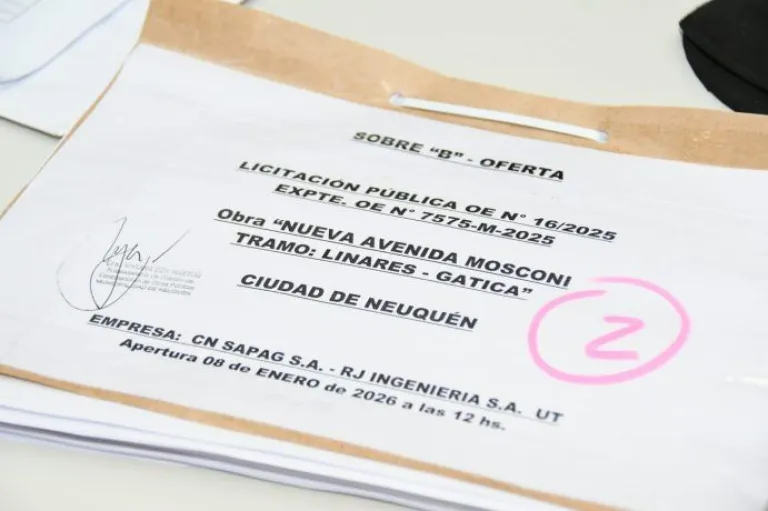 SOBRE "B" - OFERTA
LICITACIÓN PÚBLICA OE N° 16/2025
EXPTE. OE N° 7575-M-2025
Obra "NUEVA AVENIDA MOSCONI
TRAMO: LINARES - GATICA"
CIUDAD DE NEUQUÉN
2
EMPRESA: CN SAPAG S.A. - RJ INGENIERIA S.A. UT
Apertura 08 de ENERO de 2026 a las 12 hs.